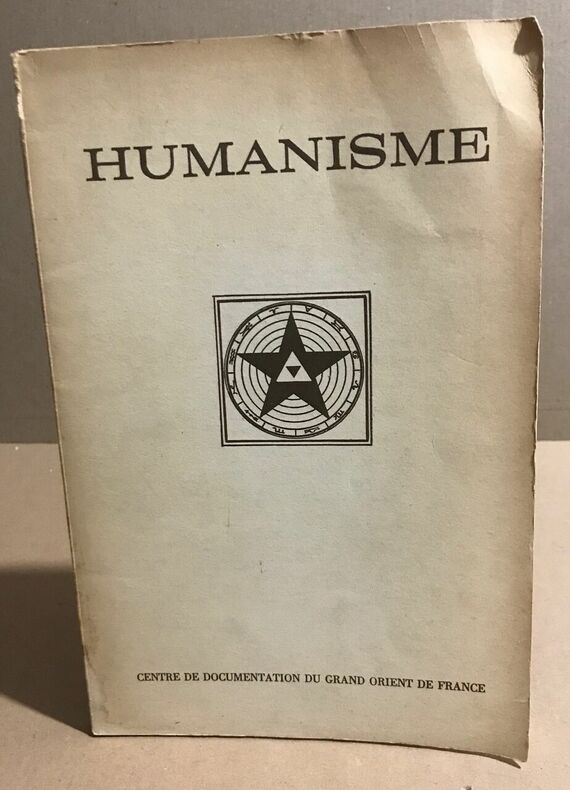 HUMANISME
CENTRE DE DOCUMENTATION DU GRAND ORIENT DE FRANCE